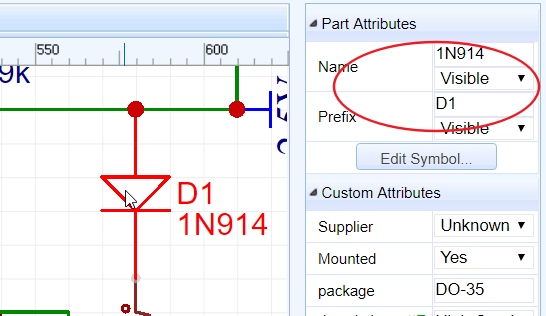 550
600
9k
D1
1N914
Part Attributes
Name
1N914
Visible
Prefix
D1
Visible
Edit Symbol...
Custom Attributes
Supplier
Unknown
Mounted
Yes
package
DO-35